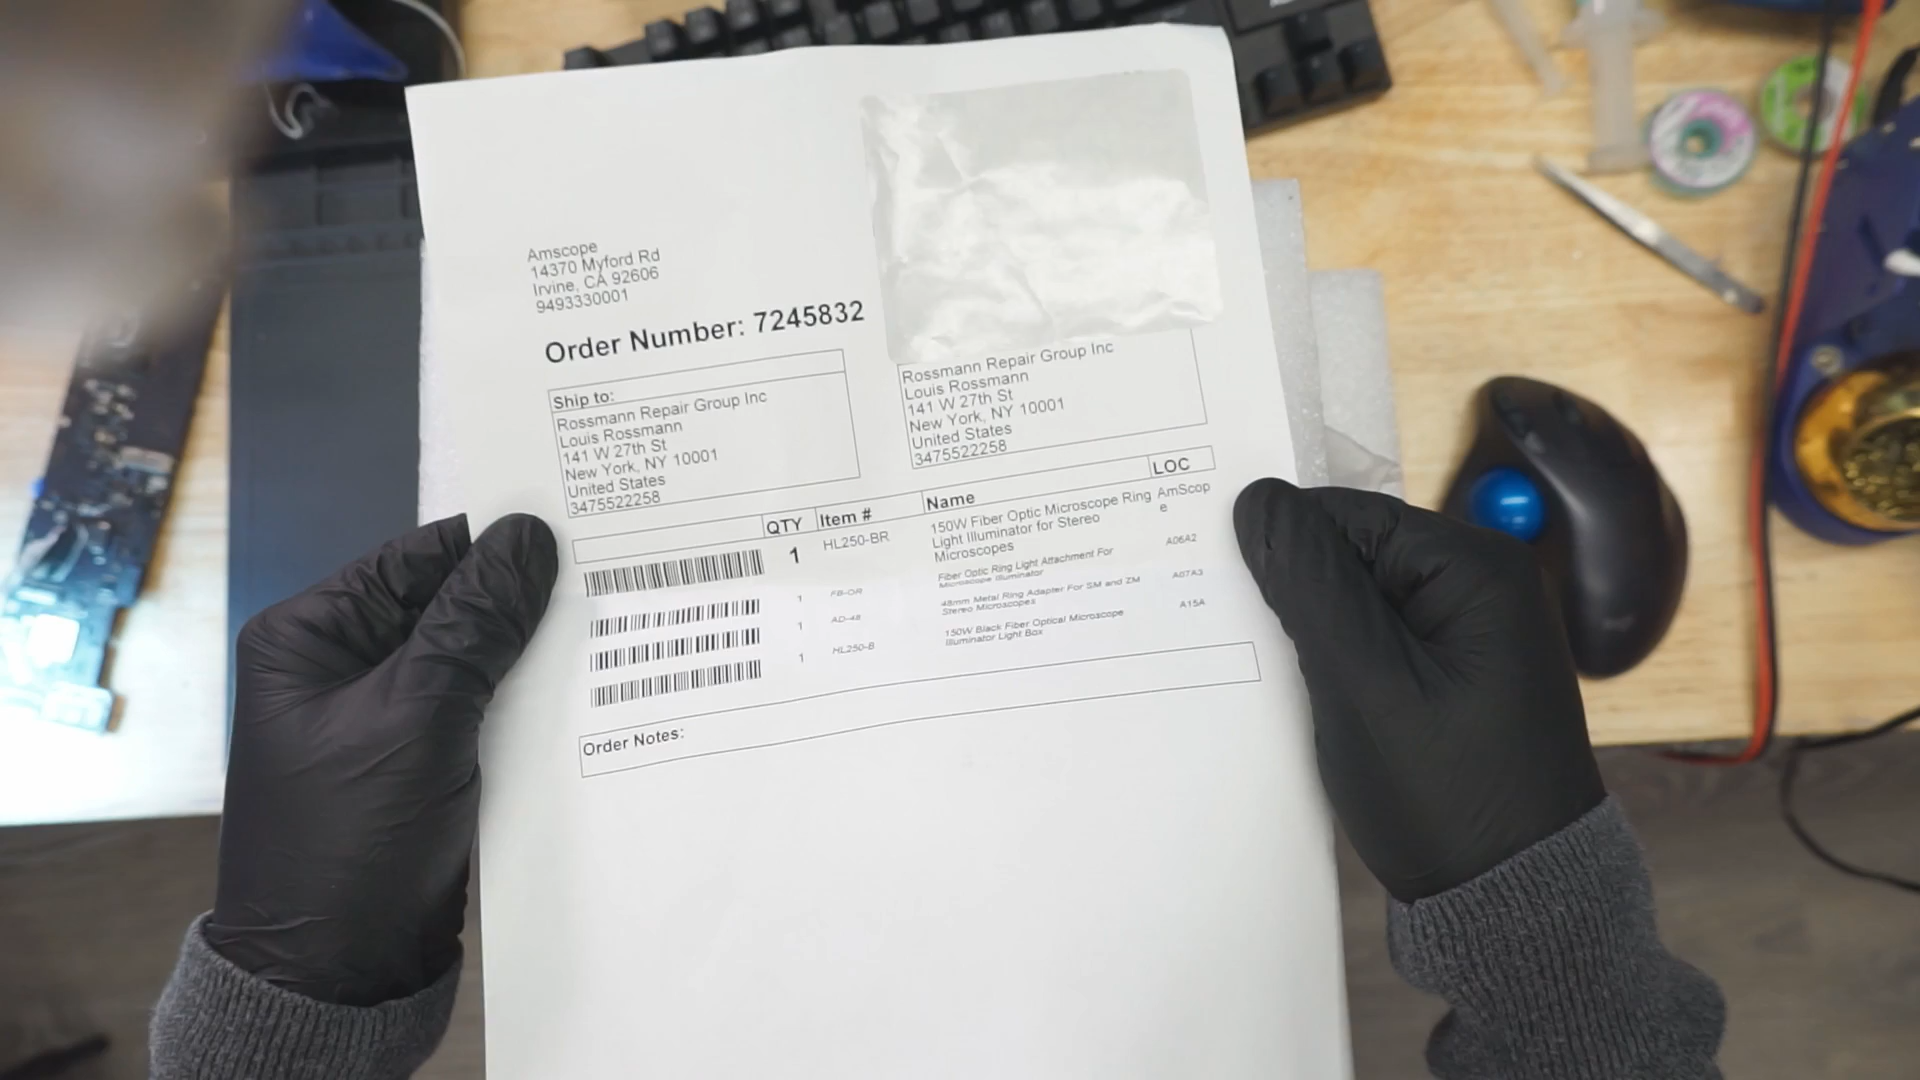 Amscope
14370 Myford Rd
Irvine, CA 92606
9493330001
Order Number: 7245832
Ship to:
Rossmann Repair Group Inc
Louis Rossmann
141 W 27th St
New York, NY 10001
United States
3475522258
Rossmann Repair Group Inc
Louis Rossmann
141 W 27th St
New York, NY 10001
United States
3475522258
QTY Item # Name LOC
1 HL250-BR 150W Fiber Optic Microscope Ring AmScop
Light Illuminator for Stereo e
Microscopes
1 FB-OR Fiber Optic Ring Light Attachment For A06A2
Microscope Illuminator
1 AD-48 48mm Metal Ring Adapter For SM and ZM A07A3
Stereo Microscopes
1 HL250-B 150W Black Fiber Optical Microscope A15A
Illuminator Light Box
Order Notes: